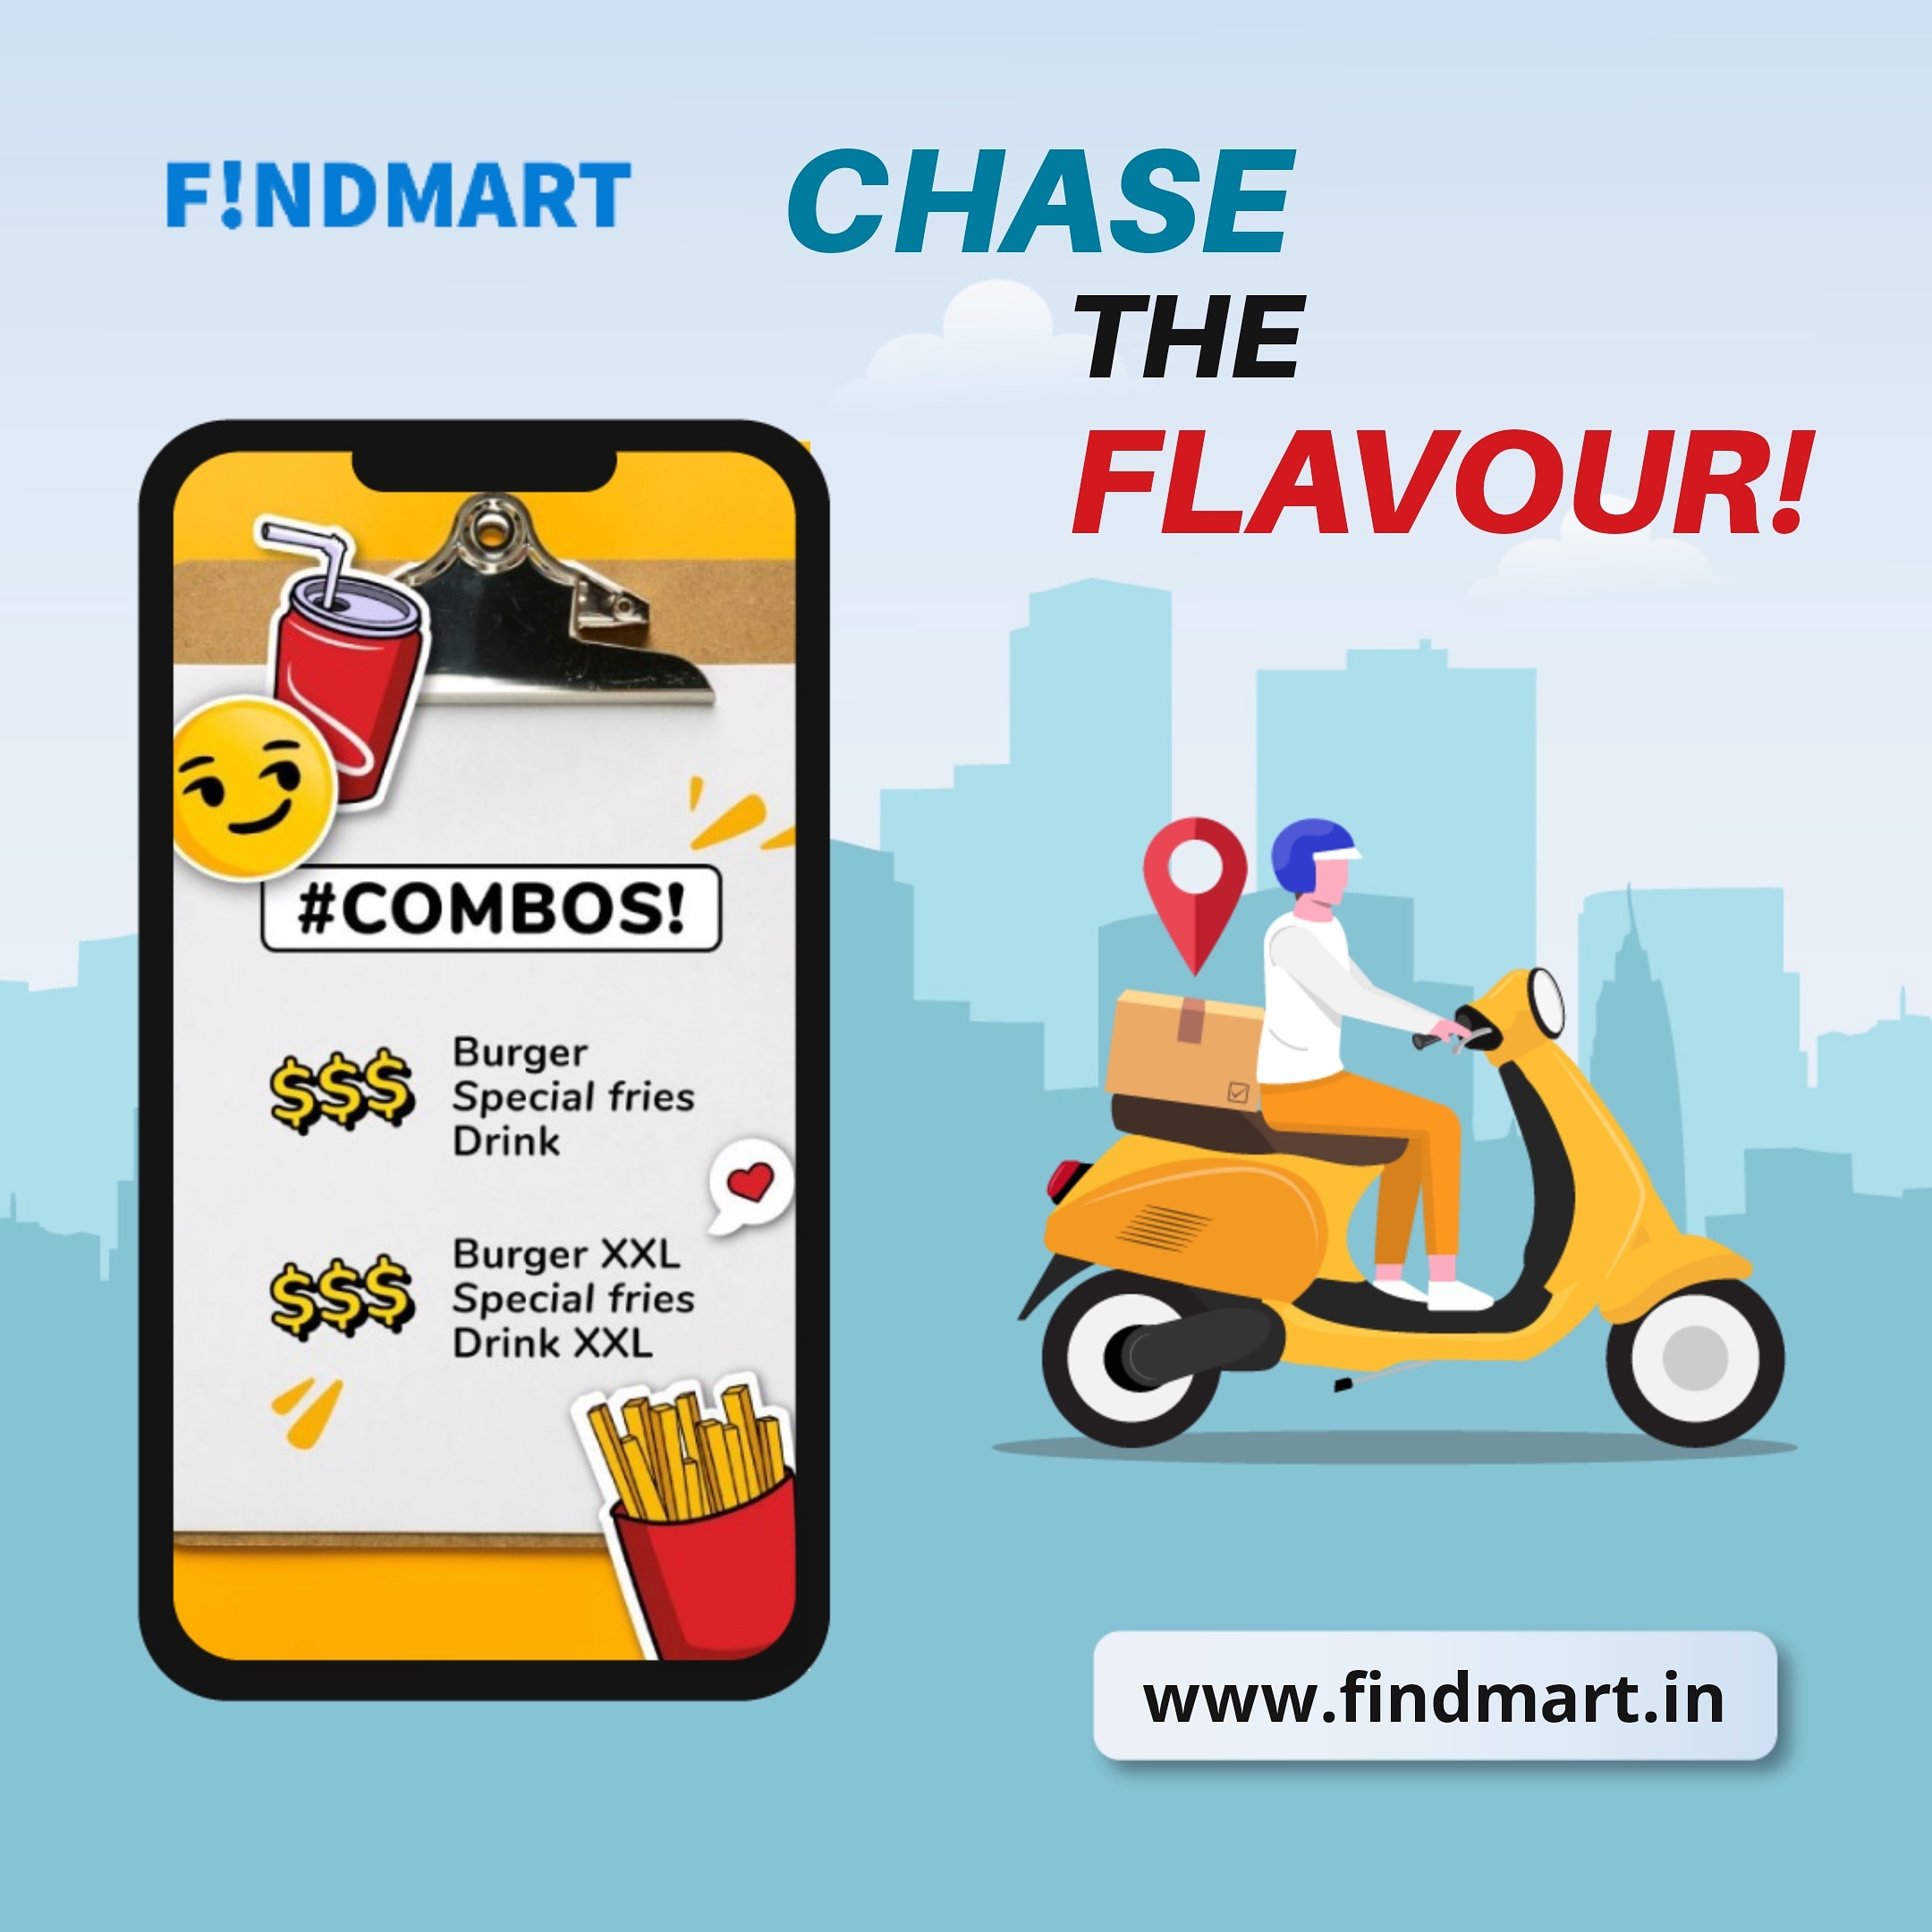 F!NDMART
CHASE
THE
FLAVOUR!
#COMBOS!
$$$
Burger
Special fries
Drink
$$$
Burger XXL
Special fries
Drink XXL
www.findmart.in